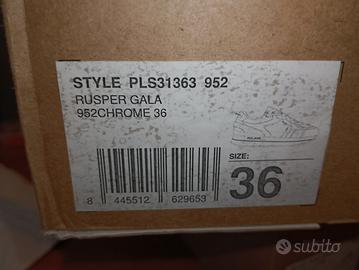 STYLE PLS31363 952
RUSPER GALA
952CHROME 36
SIZE:
36
8 445512 629653
subito